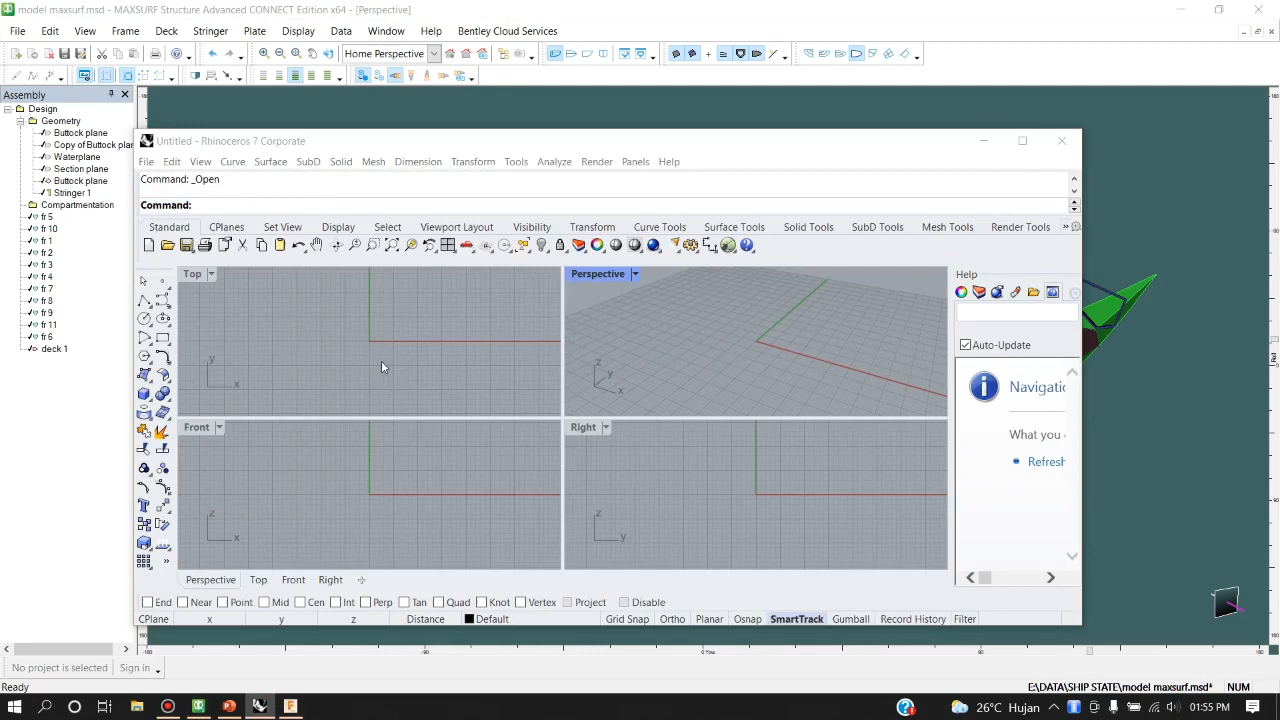 model maxsurf.msd - MAXSURF Structure Advanced CONNECT Edition x64 - [Perspective]
File Edit View Frame Deck Stringer Plate Display Data Window Help Bentley Cloud Services
Home Perspective
Assembly
Design
Geometry
Buttock plane
Copy of Buttock plan
Waterplane
Section plane
Buttock plane
Stringer 1
Compartmentation
fr 5
fr 10
fr 1
fr 2
fr 3
fr 4
fr 7
fr 8
fr 9
fr 11
fr 6
deck 1
Untitled - Rhinoceros 7 Corporate
File Edit View Curve Surface SubD Solid Mesh Dimension Transform Tools Analyze Render Panels Help
Command: _Open
Command:
Standard CPlanes Set View Display Select Viewport Layout Visibility Transform Curve Tools Surface Tools Solid Tools SubD Tools Mesh Tools Render Tools »
Top
y
x
Perspective
z
y
x
Front
z
x
Right
z
y
Help
Auto-Update
Navigatio
What you
Refresh
Perspective Top Front Right
End Near Point Mid Cen Int Perp Tan Quad Knot Vertex Project Disable
CPlane x y z Distance Default Grid Snap Ortho Planar Osnap SmartTrack Gumball Record History Filter
No project is selected Sign in
-180 -90 0 90 180
Ready E:\DATA\SHIP STATE\model maxsurf.msd* NUM
26°C Hujan 01:55 PM